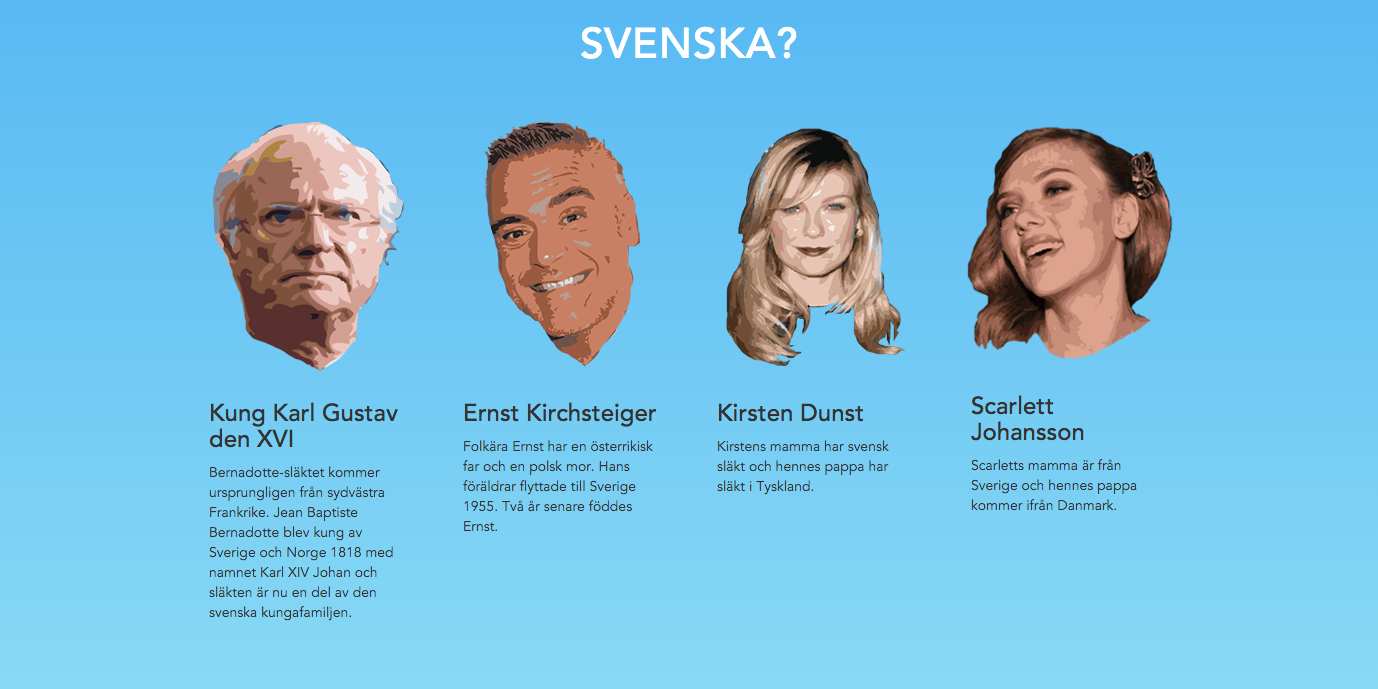 SVENSKA?
Kung Karl Gustav
den XVI
Bernadotte-släktet kommer
ursprungligen från sydvästra
Frankrike. Jean Baptiste
Bernadotte blev kung av
Sverige och Norge 1818 med
namnet Karl XIV Johan och
släkten är nu en del av den
svenska kungafamiljen.
Ernst Kirchsteiger
Folkära Ernst har en österrikisk
far och en polsk mor. Hans
föräldrar flyttade till Sverige
1955. Två år senare föddes
Ernst.
Kirsten Dunst
Kirstens mamma har svensk
släkt och hennes pappa har
släkt i Tyskland.
Scarlett
Johansson
Scarletts mamma är från
Sverige och hennes pappa
kommer ifrån Danmark.